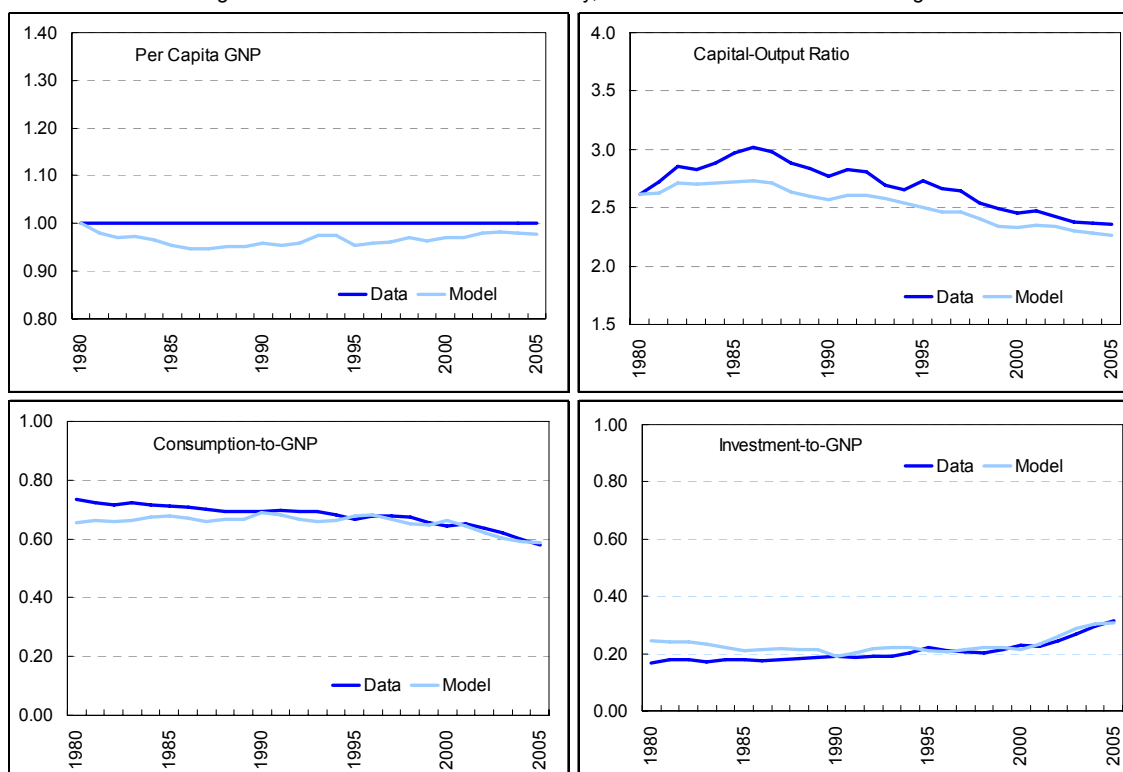 Per Capita GNP
1.40
1.30
1.20
1.10
1.00
0.90
0.80
Data Model
1980 1985 1990 1995 2000 2005
Capital-Output Ratio
4.0
3.5
3.0
2.5
2.0
1.5
Data Model
1980 1985 1990 1995 2000 2005
Consumption-to-GNP
1.00
0.80
0.60
0.40
0.20
0.00
Data Model
1980 1985 1990 1995 2000 2005
Investment-to-GNP
Data Model
1.00
0.80
0.60
0.40
0.20
0.00
1980 1985 1990 1995 2000 2005